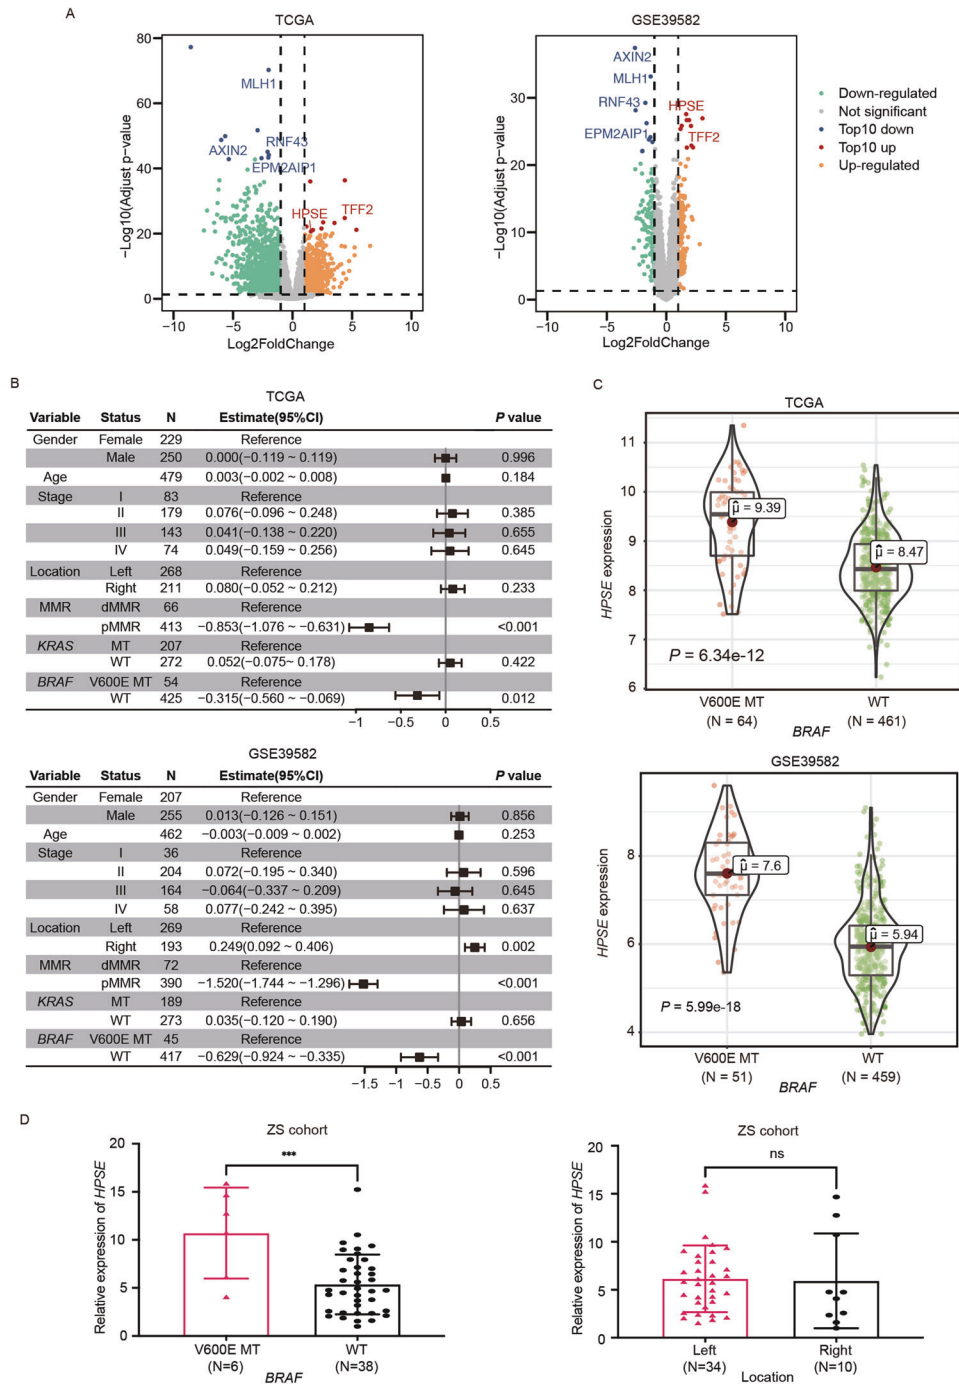 A
TCGA
−Log10(Adjust p-value)
80
60
40
20
0
MLH1
RNF43
AXIN2
EPM2AIP1
HPSE
TFF2
−10 −5 0 5 10
Log2FoldChange
GSE39582
−Log10(Adjust p-value)
30
20
10
0
AXIN2
MLH1
RNF43
HPSE
EPM2AIP1
TFF2
−10 −5 0 5 10
Log2FoldChange
Down-regulated
Not significant
Top10 down
Top10 up
Up-regulated
B
TCGA
Variable Status N Estimate(95%CI) P value
Gender Female 229 Reference
Male 250 0.000(−0.119 ~ 0.119) 0.996
Age 479 0.003(−0.002 ~ 0.008) 0.184
Stage I 83 Reference
II 179 0.076(−0.096 ~ 0.248) 0.385
III 143 0.041(−0.138 ~ 0.220) 0.655
IV 74 0.049(−0.159 ~ 0.256) 0.645
Location Left 268 Reference
Right 211 0.080(−0.052 ~ 0.212) 0.233
MMR dMMR 66 Reference
pMMR 413 −0.853(−1.076 ~ −0.631) <0.001
KRAS MT 207 Reference
WT 272 0.052(−0.075~ 0.178) 0.422
BRAF V600E MT 54 Reference
WT 425 −0.315(−0.560 ~ −0.069) 0.012
−1 −0.5 0 0.5
GSE39582
Variable Status N Estimate(95%CI) P value
Gender Female 207 Reference
Male 255 0.013(−0.126 ~ 0.151) 0.856
Age 462 −0.003(−0.009 ~ 0.002) 0.253
Stage I 36 Reference
II 204 0.072(−0.195 ~ 0.340) 0.596
III 164 −0.064(−0.337 ~ 0.209) 0.645
IV 58 0.077(−0.242 ~ 0.395) 0.637
Location Left 269 Reference
Right 193 0.249(0.092 ~ 0.406) 0.002
MMR dMMR 72 Reference
pMMR 390 −1.520(−1.744 ~ −1.296) <0.001
KRAS MT 189 Reference
WT 273 0.035(−0.120 ~ 0.190) 0.656
BRAF V600E MT 45 Reference
WT 417 −0.629(−0.924 ~ −0.335) <0.001
−1.5 −1 −0.5 0 0.5
C
TCGA
HPSE expression
11
10
9
8
7
6
μ̂ = 9.39
μ̂ = 8.47
P = 6.34e-12
V600E MT WT
(N = 64) (N = 461)
BRAF
GSE39582
HPSE expression
8
6
4
μ̂ = 7.6
μ̂ = 5.94
P = 5.99e-18
V600E MT WT
(N = 51) (N = 459)
BRAF
D
ZS cohort
Relative expression of HPSE
20
15
10
5
0
***
V600E MT WT
(N=6) (N=38)
BRAF
ZS cohort
Relative expression of HPSE
20
15
10
5
0
ns
Left Right
(N=34) (N=10)
Location